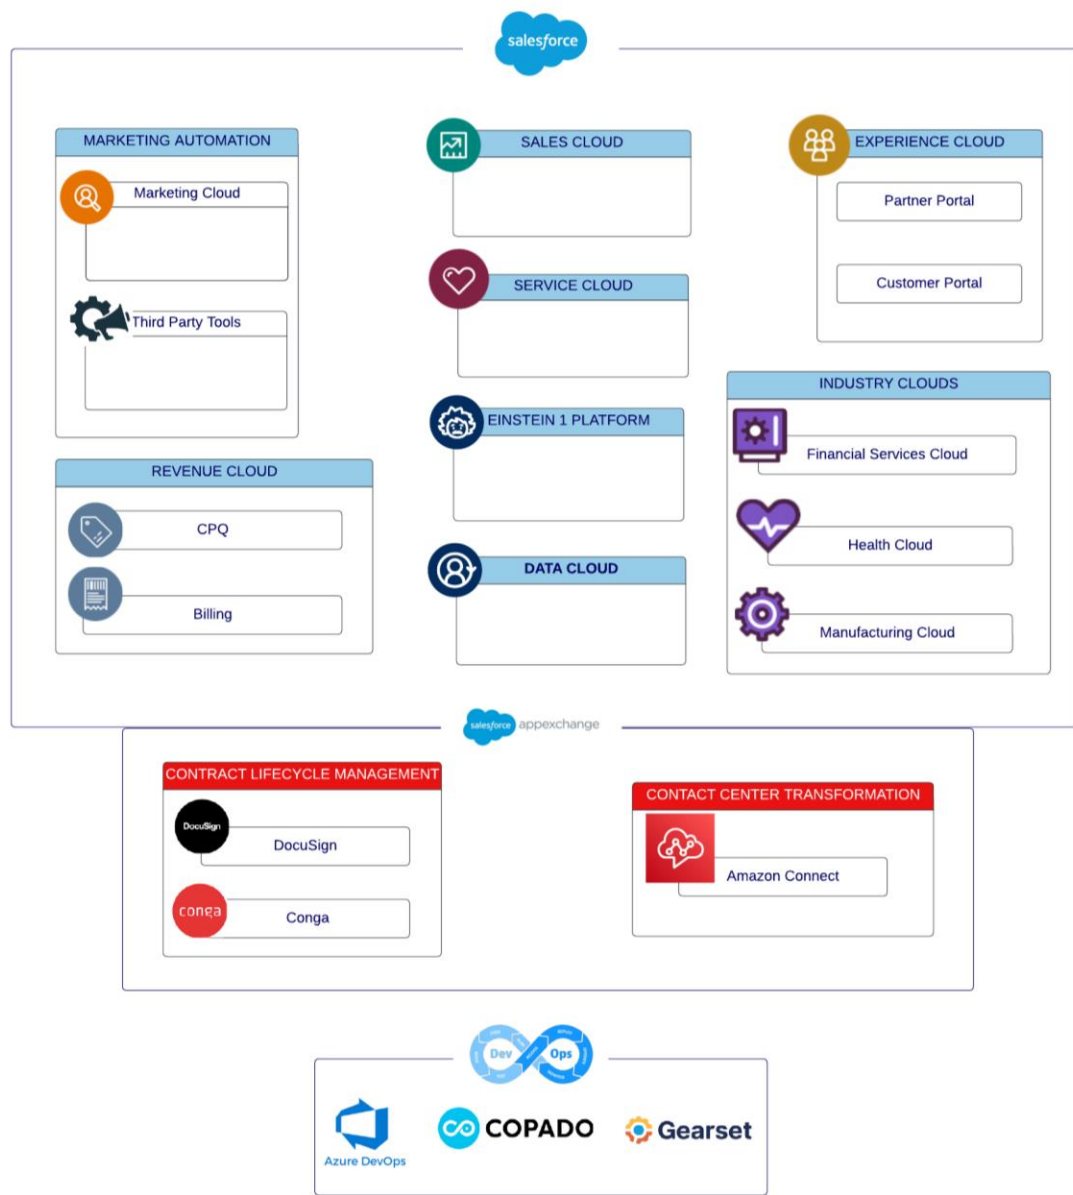 salesforce
MARKETING AUTOMATION
Marketing Cloud
Third Party Tools
REVENUE CLOUD
CPQ
Billing
SALES CLOUD
SERVICE CLOUD
EINSTEIN 1 PLATFORM
DATA CLOUD
EXPERIENCE CLOUD
Partner Portal
Customer Portal
INDUSTRY CLOUDS
Financial Services Cloud
Health Cloud
Manufacturing Cloud
salesforce appexchange
CONTRACT LIFECYCLE MANAGEMENT
DocuSign
DocuSign
conga
Conga
CONTACT CENTER TRANSFORMATION
Amazon Connect
Dev Ops
Azure DevOps
COPADO
Gearset